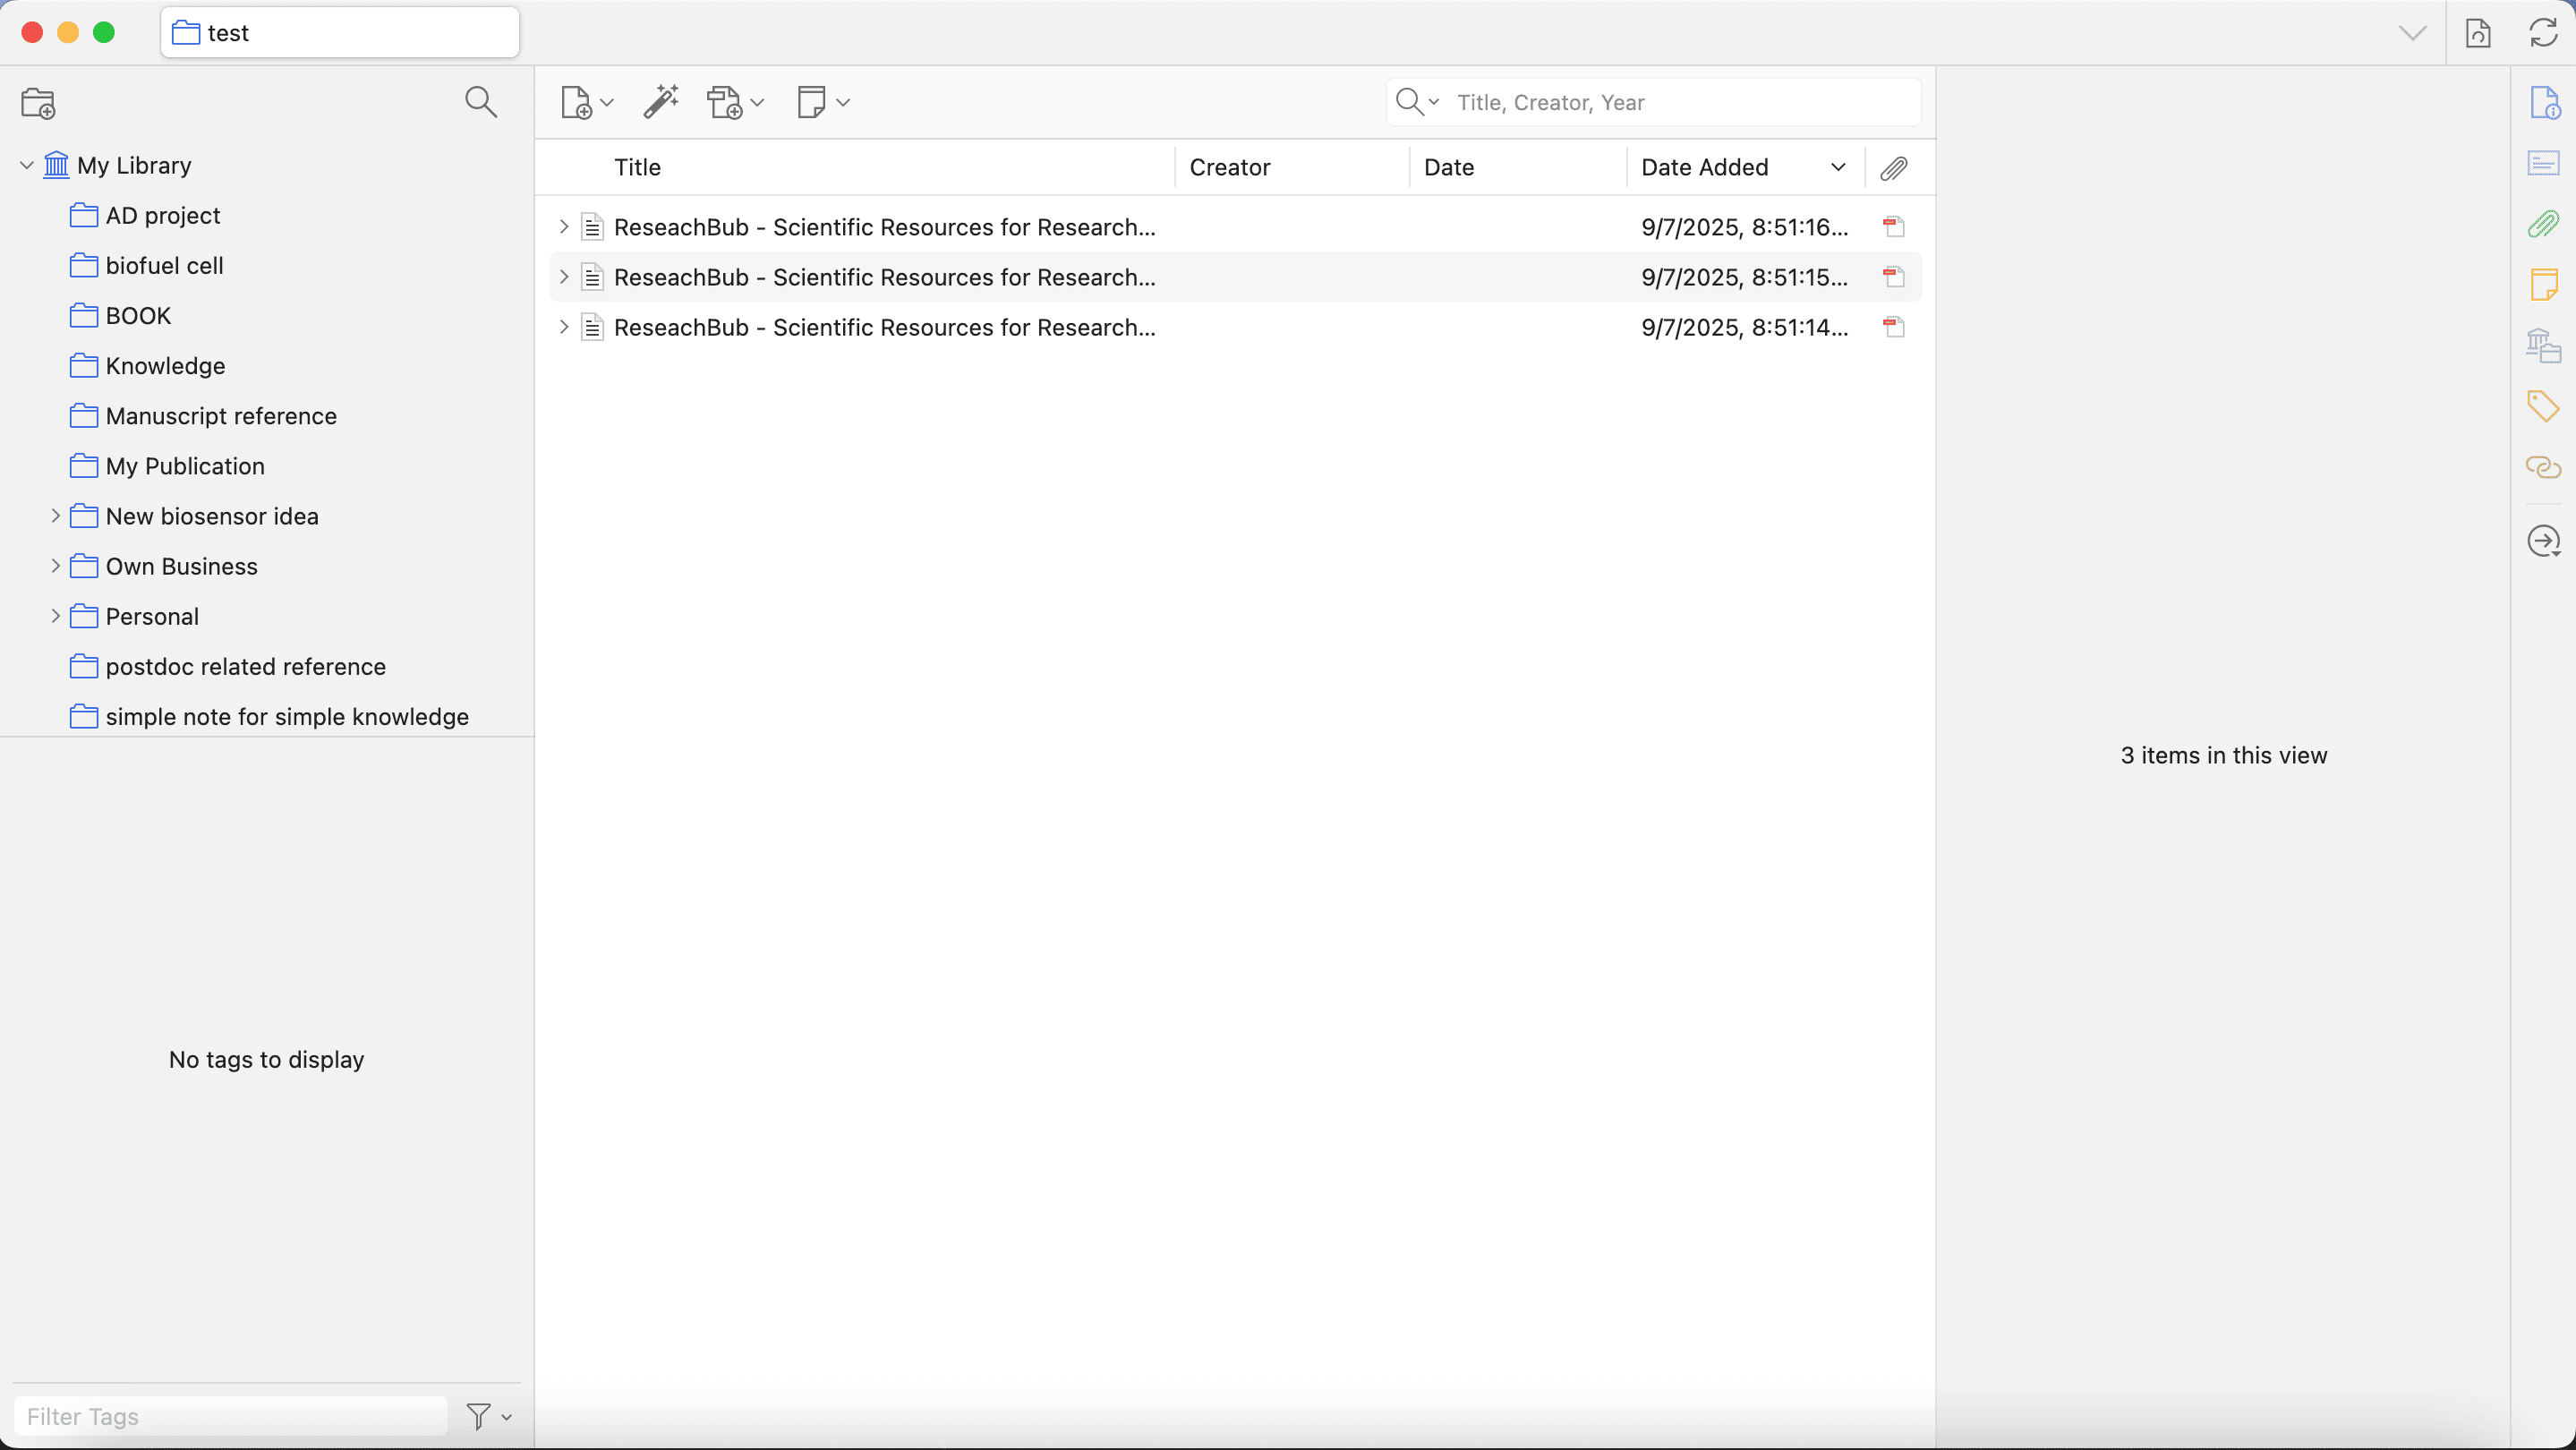 test
Title, Creator, Year
My Library
AD project
biofuel cell
BOOK
Knowledge
Manuscript reference
My Publication
New biosensor idea
Own Business
Personal
postdoc related reference
simple note for simple knowledge
No tags to display
Filter Tags
Title Creator Date Date Added
ReseachBub - Scientific Resources for Research... 9/7/2025, 8:51:16...
ReseachBub - Scientific Resources for Research... 9/7/2025, 8:51:15...
ReseachBub - Scientific Resources for Research... 9/7/2025, 8:51:14...
3 items in this view